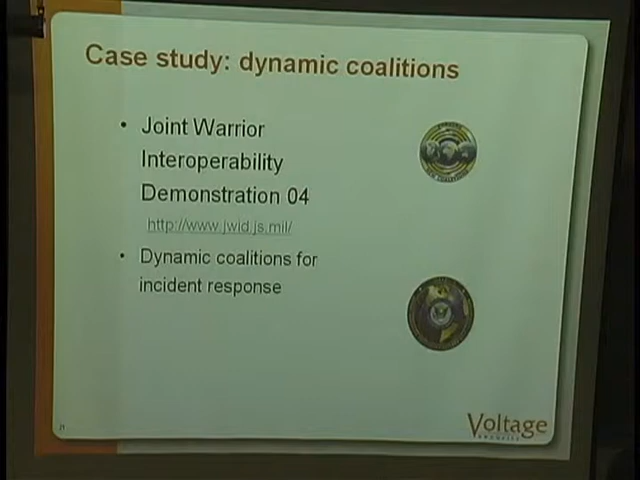 Case study: dynamic coalitions
• Joint Warrior
Interoperability
Demonstration 04
http://www.jwid.js.mil/
• Dynamic coalitions for
incident response
Voltage
SECURITY